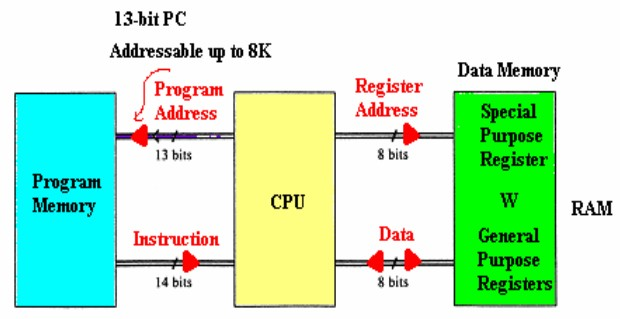 13-bit PC
Addressable up to 8K
Program
Address
13 bits
Register
Address
8 bits
Data Memory
Program
Memory
CPU
Special
Purpose
Register
W
General
Purpose
Registers
RAM
Instruction
14 bits
Data
8 bits